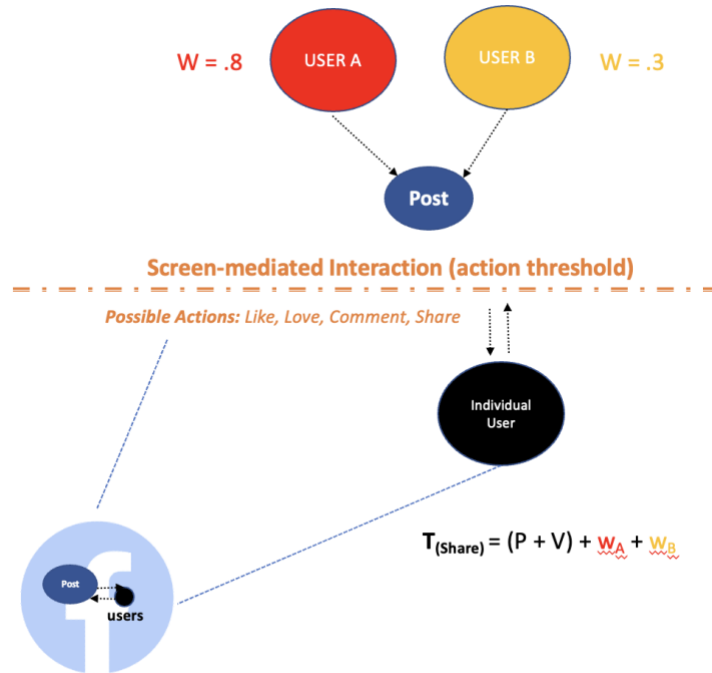 W = .8
USER A
USER B
W = .3
Post
Screen-mediated Interaction (action threshold)
Possible Actions: Like, Love, Comment, Share
Individual
User
T(Share) = (P + V) + wA + wB
Post
users